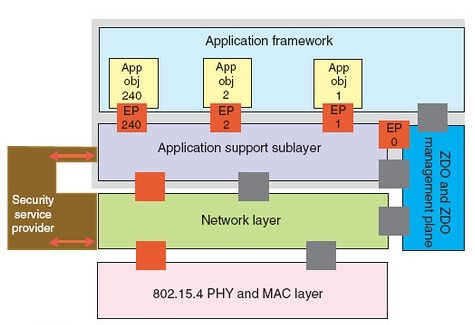 Application framework
App
obj
240
App
obj
2
App
obj
1
EP
240
EP
2
EP
1
EP
0
Application support sublayer
ZDO and ZDO
management plane
Security
service
provider
Network layer
802.15.4 PHY and MAC layer